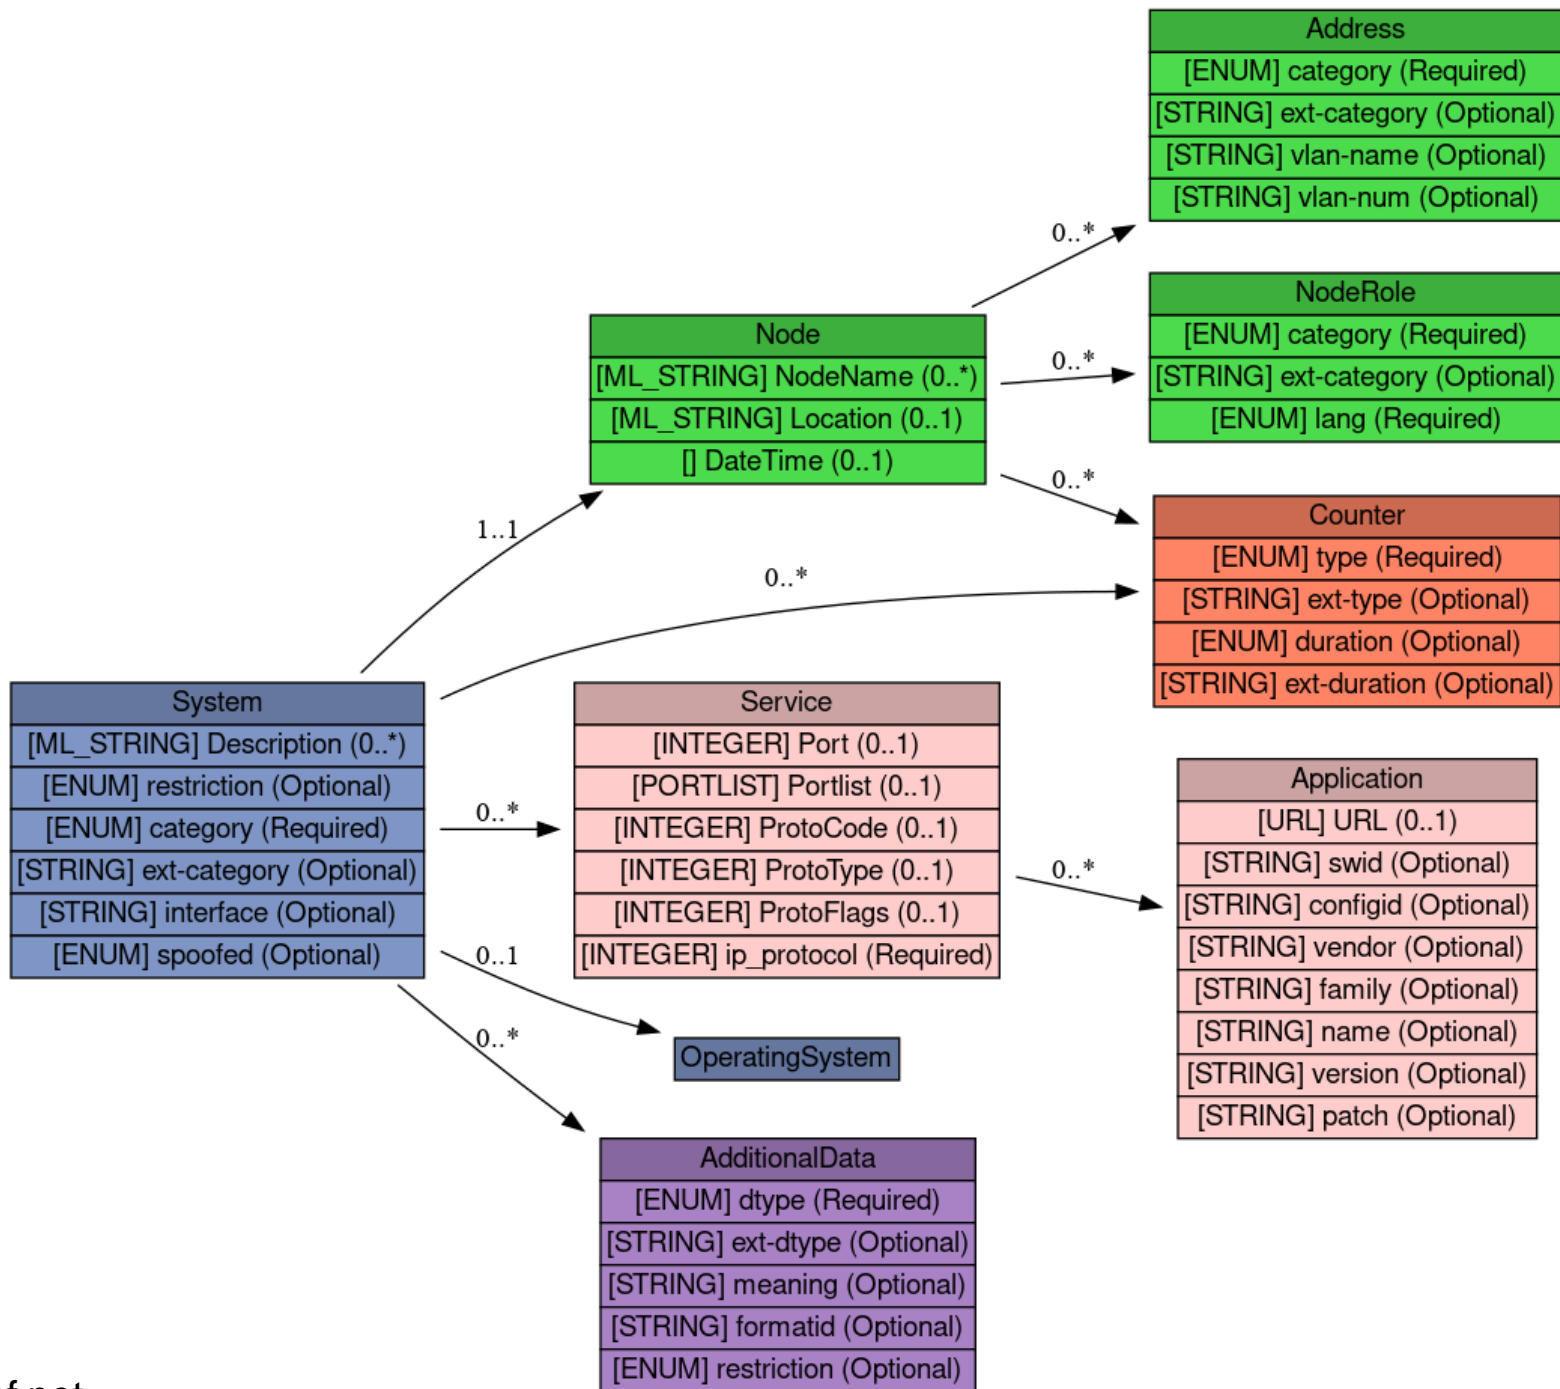 Address
[ENUM] category (Required)
[STRING] ext-category (Optional)
[STRING] vlan-name (Optional)
[STRING] vlan-num (Optional)
0..*
NodeRole
[ENUM] category (Required)
[STRING] ext-category (Optional)
[ENUM] lang (Required)
0..*
Node
[ML_STRING] NodeName (0..*)
[ML_STRING] Location (0..1)
[] DateTime (0..1)
0..*
1..1
Counter
[ENUM] type (Required)
[STRING] ext-type (Optional)
[ENUM] duration (Optional)
[STRING] ext-duration (Optional)
0..*
System
[ML_STRING] Description (0..*)
[ENUM] restriction (Optional)
[ENUM] category (Required)
[STRING] ext-category (Optional)
[STRING] interface (Optional)
[ENUM] spoofed (Optional)
0..*
Service
[INTEGER] Port (0..1)
[PORTLIST] Portlist (0..1)
[INTEGER] ProtoCode (0..1)
[INTEGER] ProtoType (0..1)
[INTEGER] ProtoFlags (0..1)
[INTEGER] ip_protocol (Required)
0..*
Application
[URL] URL (0..1)
[STRING] swid (Optional)
[STRING] configid (Optional)
[STRING] vendor (Optional)
[STRING] family (Optional)
[STRING] name (Optional)
[STRING] version (Optional)
[STRING] patch (Optional)
0..1
OperatingSystem
0..*
AdditionalData
[ENUM] dtype (Required)
[STRING] ext-dtype (Optional)
[STRING] meaning (Optional)
[STRING] formatid (Optional)
[ENUM] restriction (Optional)